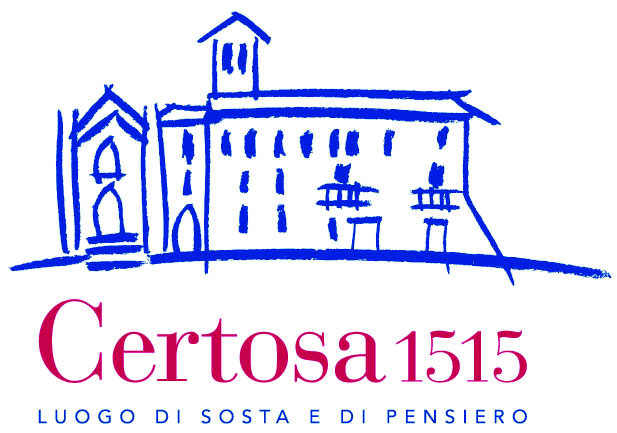 Certosa 1515
LUOGO DI SOSTA E DI PENSIERO